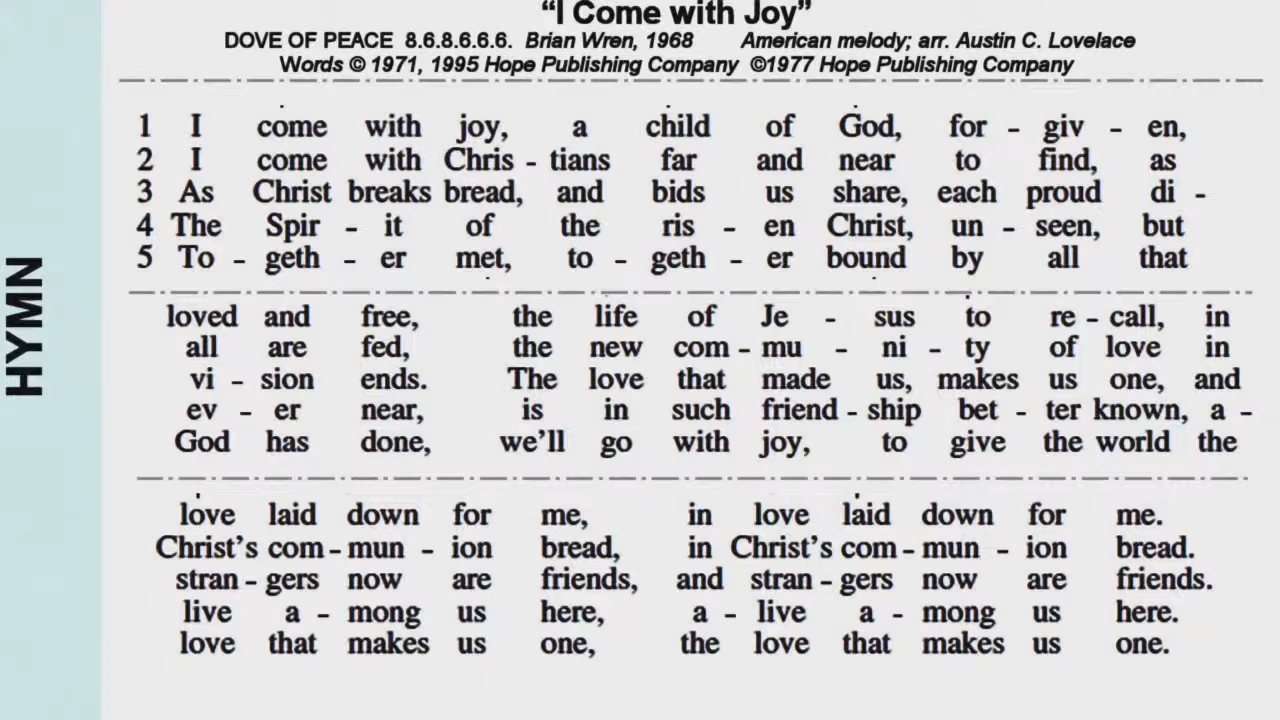 "I Come with Joy"
DOVE OF PEACE 8.6.8.6.6.6. Brian Wren, 1968 American melody; arr. Austin C. Lovelace
Words © 1971, 1995 Hope Publishing Company ©1977 Hope Publishing Company
HYMN
1 I come with joy, a child of God, for - giv - en,
2 I come with Chris - tians far and near to find, as
3 As Christ breaks bread, and bids us share, each proud di -
4 The Spir - it of the ris - en Christ, un - seen, but
5 To - geth - er met, to - geth - er bound by all that
loved and free, the life of Je - sus to re - call, in
all are fed, the new com - mu - ni - ty of love in
vi - sion ends. The love that made us, makes us one, and
ev - er near, is in such friend - ship bet - ter known, a -
God has done, we'll go with joy, to give the world the
love laid down for me, in love laid down for me.
Christ's com - mun - ion bread, in Christ's com - mun - ion bread.
stran - gers now are friends, and stran - gers now are friends.
live a - mong us here, a - live a - mong us here.
love that makes us one, the love that makes us one.